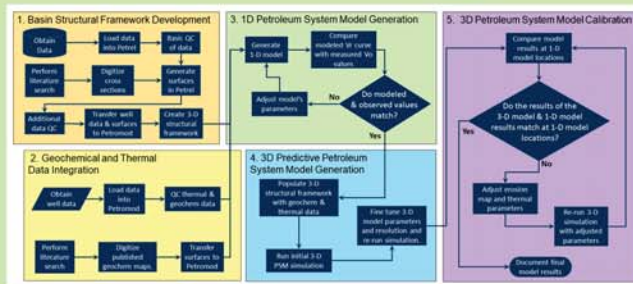 1. Basin Structural Framework Development
Obtain
Data
Load data
into Petrel
Basic QC
of data
Perform
literature
search
Digitize
cross
sections
Generate
surfaces
in Petrel
Additional
data QC
Transfer well
data & surfaces
to Petromod
Create 3-D
structural
framework
2. Geochemical and Thermal
Data Integration
Obtain
well data
Load data
into
Petromod
QC thermal &
geochem data
Perform
literature
search
Digitize
published
geochem maps.
Transfer
surfaces to
Petromod
3. 1D Petroleum System Model Generation
Generate
1-D model
Compare
modeled Vr curve
with measured Vo
values
Adjust model's
parameters
No
Do modeled
& observed values
match?
Yes
4. 3D Predictive Petroleum
System Model Generation
Populate 3-D
structural framework
with geochem &
thermal data
Run initial 3-D
PSM simulation
Fine tune 3-D
model parameters
and resolution and
re-run simulation.
5. 3D Petroleum System Model Calibration
Compare model
results at 1-D
model locations
Do the results of the
3-D model & 1-D model
results match at 1-D model
locations?
Yes
No
Adjust erosion
map and thermal
parameters
Re-run 3-D
simulation
with adjusted
parameters.
Document final
model results